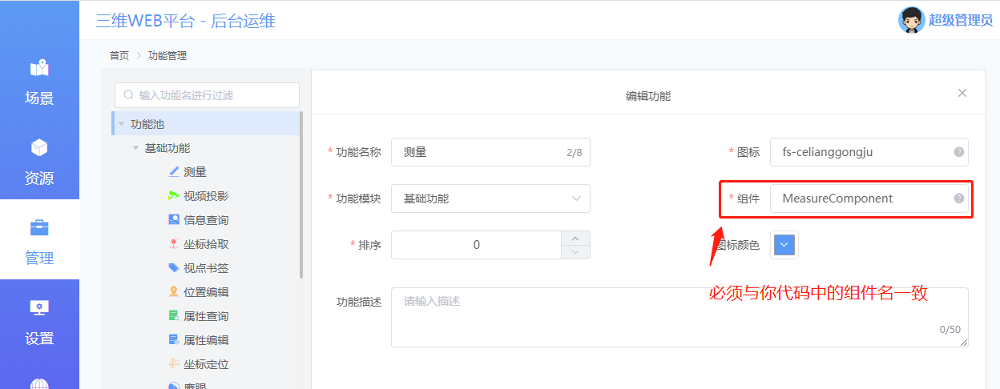 三维WEB平台 - 后台运维
超级管理员
首页 > 功能管理
场景
资源
管理
设置
输入功能名进行过滤
功能池
基础功能
测量
视频投影
信息查询
坐标拾取
视点书签
位置编辑
属性查询
属性编辑
坐标定位
鹰眼
编辑功能
* 功能名称 测量 2/8
* 图标 fs-celianggongju
* 功能模块 基础功能
* 组件 MeasureComponent
* 排序 0
图标颜色
必须与你代码中的组件名一致
功能描述 请输入描述
0/50